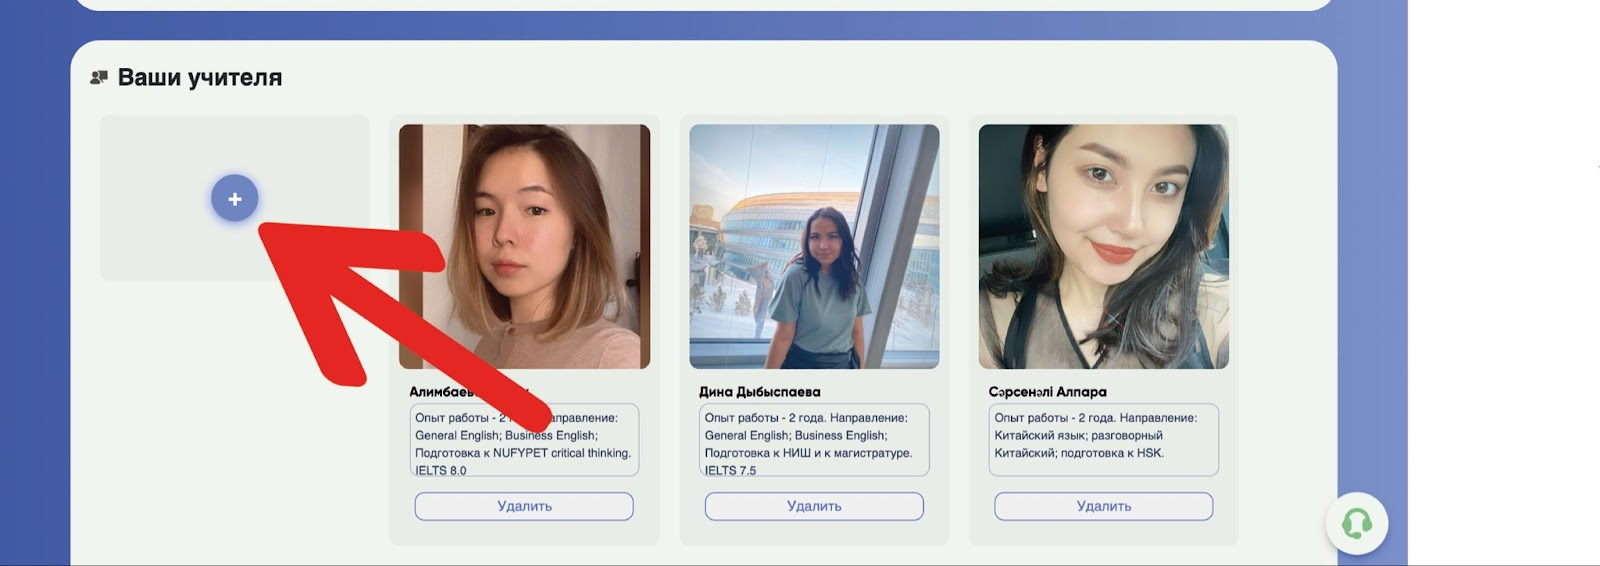 Ваши учителя
+
Алимбаев
Опыт работы - 2 Направление:
General English; Business English;
Подготовка к NUFYPET critical thinking.
IELTS 8.0
Удалить
Дина Дыбыспаева
Опыт работы - 2 года. Направление:
General English; Business English;
Подготовка к НИШ и к магистратуре.
IELTS 7.5
Удалить
Сәрсенәлі Алпара
Опыт работы - 2 года. Направление:
Китайский язык; разговорный
Китайский; подготовка к HSK.
Удалить